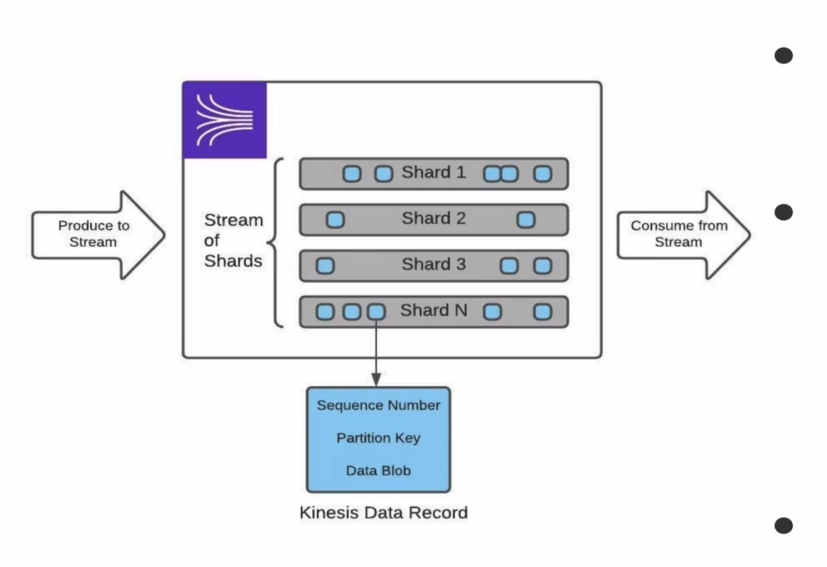 Produce to
Stream
Stream
of
Shards
Shard 1
Shard 2
Shard 3
Shard N
Consume from
Stream
Sequence Number
Partition Key
Data Blob
Kinesis Data Record